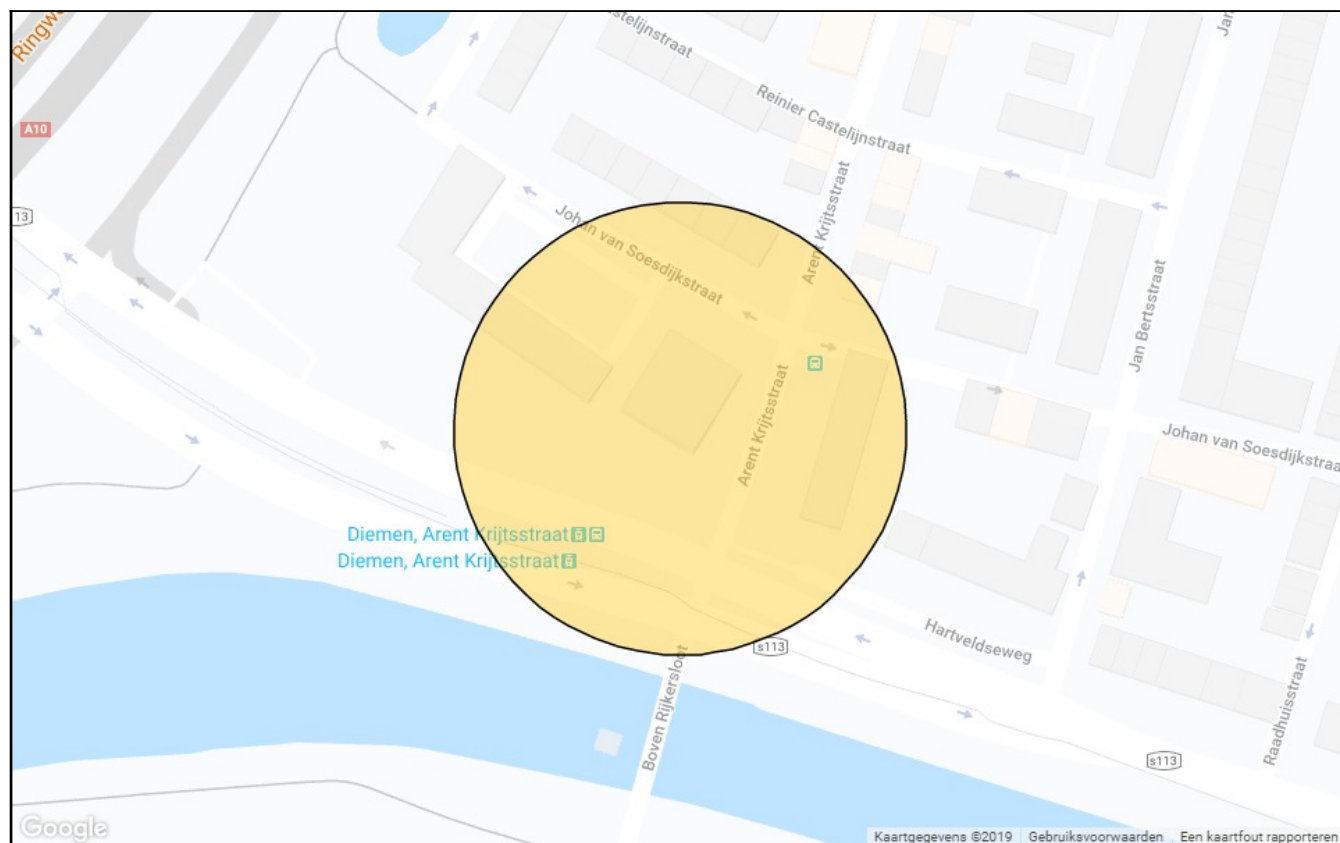 Ringw
A10
13
Castelijnstraat
Reinier Castelijnstraat
Jan
Johan van Soesdijkstraat
Arent Krijtsstraat
Jan Bertsstraat
Arent Krijtsstraat
Johan van Soesdijkstraa
Diemen, Arent Krijtsstraat
Diemen, Arent Krijtsstraat
s113
Hartveldseweg
Boven Rijkersloot
Raadhuisstraat
s113
Google
Kaartgegevens ©2019 Gebruiksvoorwaarden Een kaartfout rapporteren